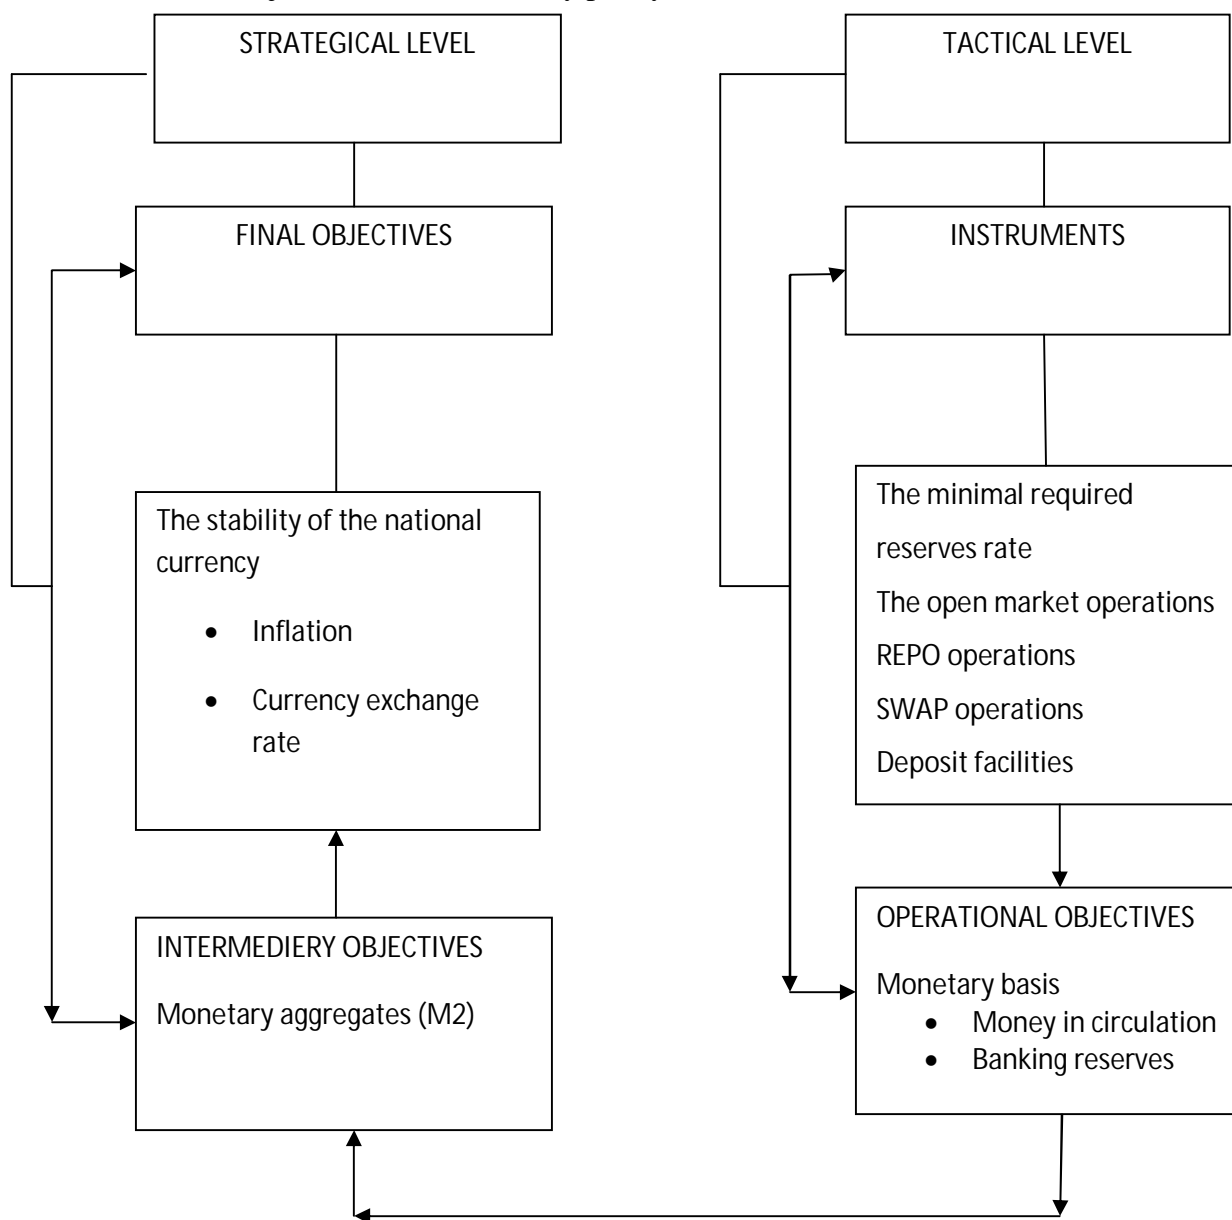 STRATEGICAL LEVEL
TACTICAL LEVEL
FINAL OBJECTIVES
INSTRUMENTS
The stability of the national
currency
• Inflation
• Currency exchange
rate
The minimal required
reserves rate
The open market operations
REPO operations
SWAP operations
Deposit facilities
INTERMEDIERY OBJECTIVES
Monetary aggregates (M2)
OPERATIONAL OBJECTIVES
Monetary basis
• Money in circulation
• Banking reserves